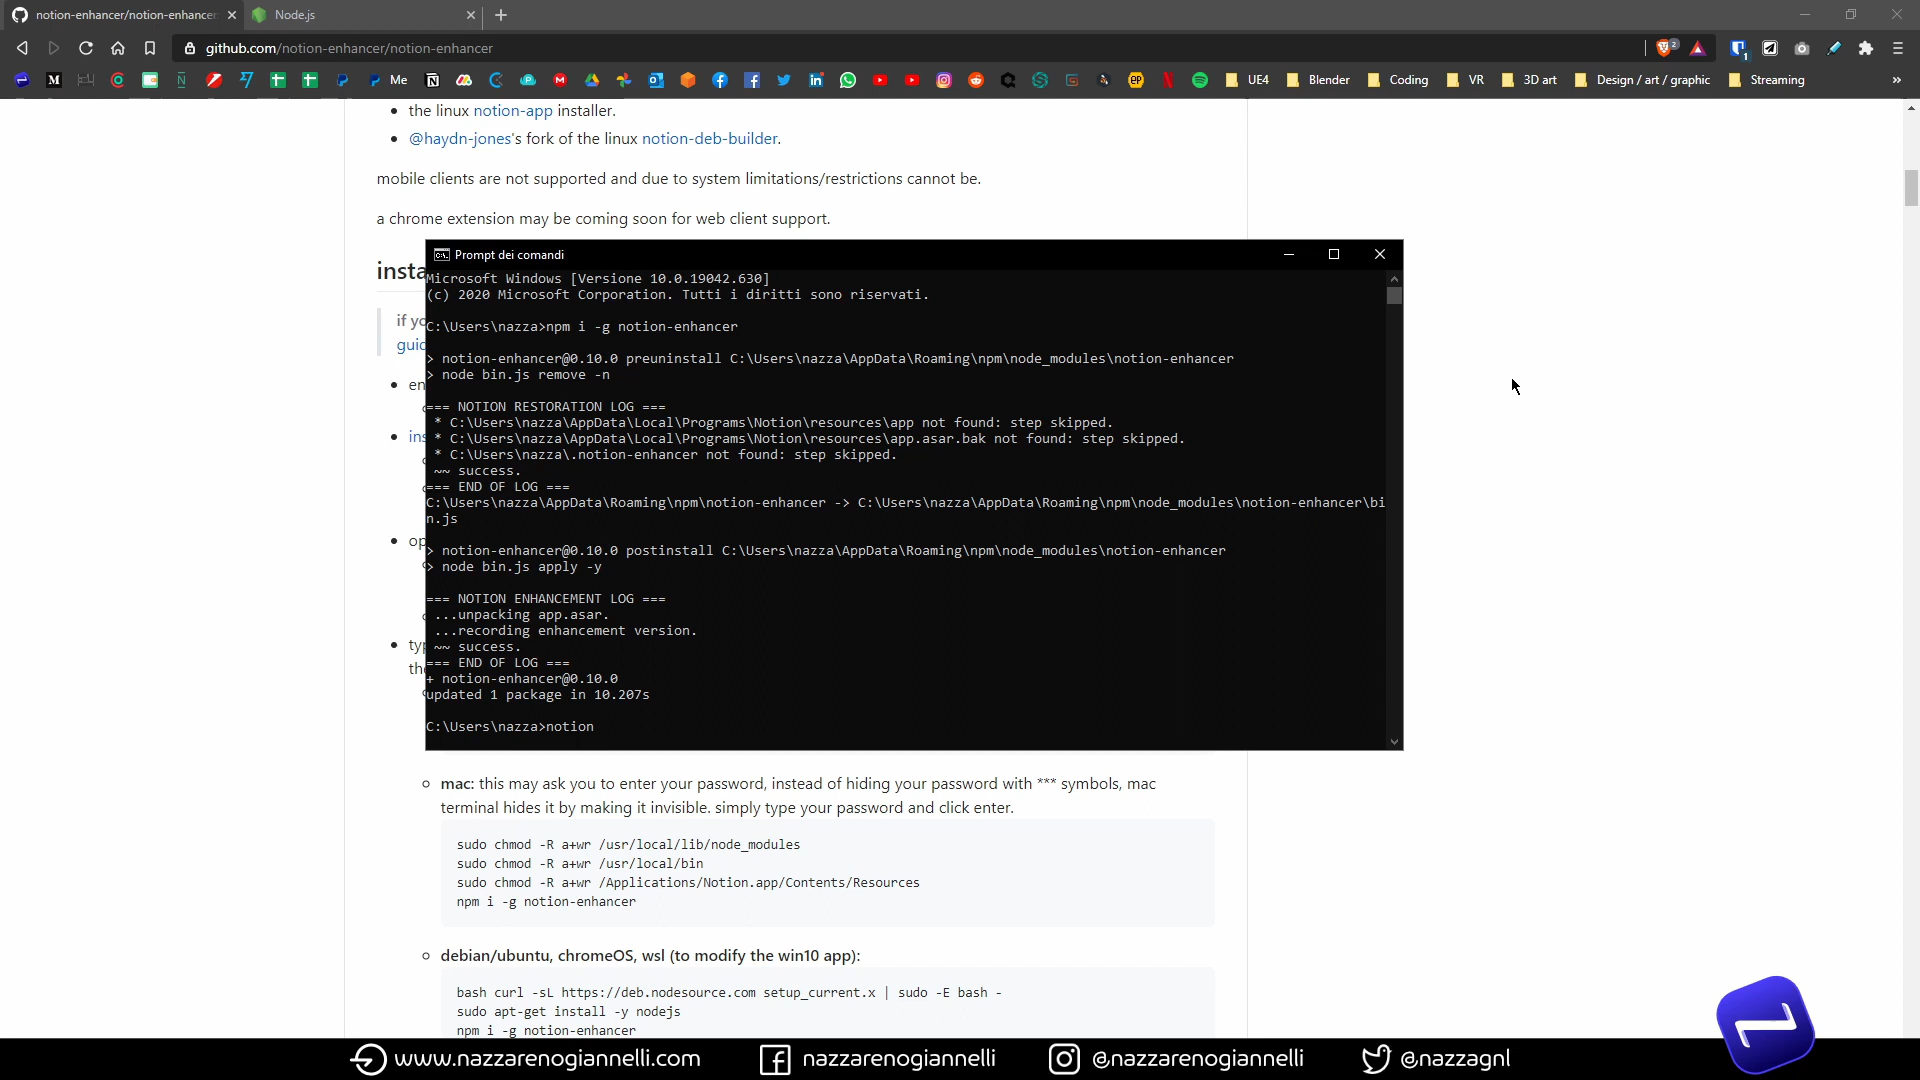 notion-enhancer/notion-enhancer
Node.js
github.com/notion-enhancer/notion-enhancer
2
1
Me
UE4
Blender
Coding
VR
3D art
Design / art / graphic
Streaming
»
• the linux notion-app installer.
• @haydn-jones's fork of the linux notion-deb-builder.
mobile clients are not supported and due to system limitations/restrictions cannot be.
a chrome extension may be coming soon for web client support.
insta
if yo
guid
• en
• ins
• op
• typ
the
Prompt dei comandi
Microsoft Windows [Versione 10.0.19042.630]
(c) 2020 Microsoft Corporation. Tutti i diritti sono riservati.
C:\Users\nazza>npm i -g notion-enhancer
> notion-enhancer@0.10.0 preuninstall C:\Users\nazza\AppData\Roaming\npm\node_modules\notion-enhancer
> node bin.js remove -n
=== NOTION RESTORATION LOG ===
* C:\Users\nazza\AppData\Local\Programs\Notion\resources\app not found: step skipped.
* C:\Users\nazza\AppData\Local\Programs\Notion\resources\app.asar.bak not found: step skipped.
* C:\Users\nazza\.notion-enhancer not found: step skipped.
~~ success.
=== END OF LOG ===
C:\Users\nazza\AppData\Roaming\npm\notion-enhancer -> C:\Users\nazza\AppData\Roaming\npm\node_modules\notion-enhancer\bi
n.js
> notion-enhancer@0.10.0 postinstall C:\Users\nazza\AppData\Roaming\npm\node_modules\notion-enhancer
> node bin.js apply -y
=== NOTION ENHANCEMENT LOG ===
...unpacking app.asar.
...recording enhancement version.
~~ success.
=== END OF LOG ===
+ notion-enhancer@0.10.0
updated 1 package in 10.207s
C:\Users\nazza>notion
mac: this may ask you to enter your password, instead of hiding your password with *** symbols, mac
terminal hides it by making it invisible. simply type your password and click enter.
sudo chmod -R a+wr /usr/local/lib/node_modules
sudo chmod -R a+wr /usr/local/bin
sudo chmod -R a+wr /Applications/Notion.app/Contents/Resources
npm i -g notion-enhancer
debian/ubuntu, chromeOS, wsl (to modify the win10 app):
bash curl -sL https://deb.nodesource.com setup_current.x | sudo -E bash -
sudo apt-get install -y nodejs
npm i -g notion-enhancer
www.nazzarenogiannelli.com
nazzarenogiannelli
@nazzarenogiannelli
@nazzagnl